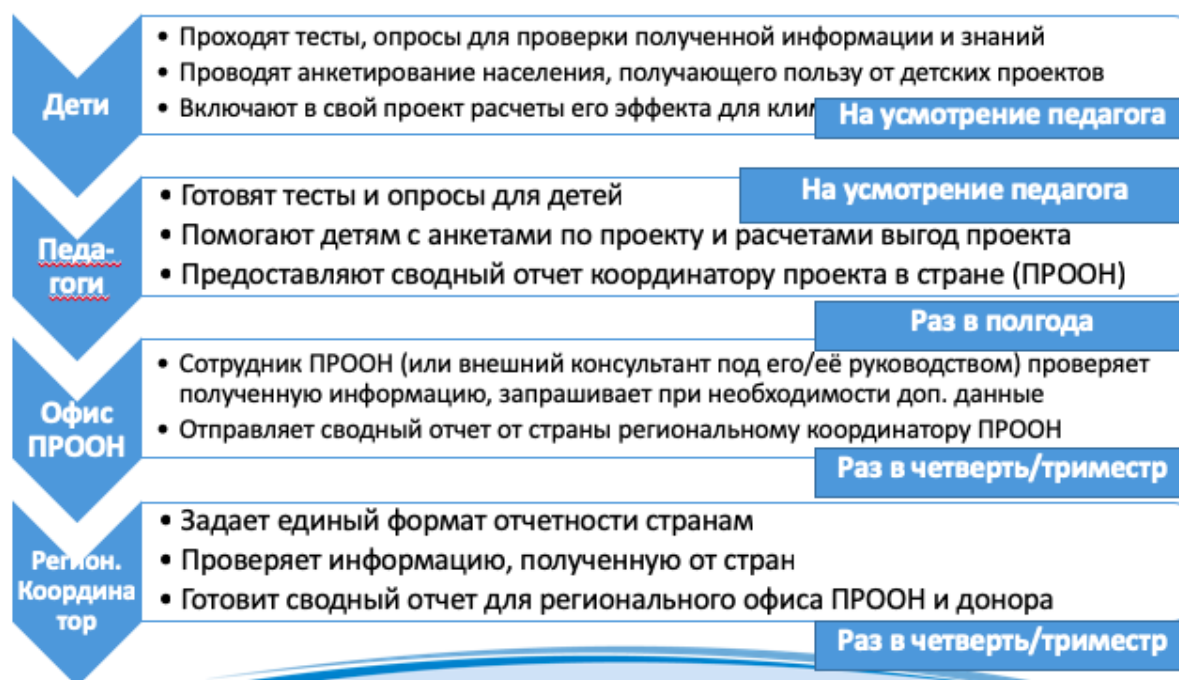 Дети
• Проходят тесты, опросы для проверки полученной информации и знаний
• Проводят анкетирование населения, получающего пользу от детских проектов
• Включают в свой проект расчеты его эффекта для
На усмотрение педагога
Педа-
гоги
На усмотрение педагога
• Готовят тесты и опросы для детей
• Помогают детям с анкетами по проекту и расчетами выгод проекта
• Предоставляют сводный отчет координатору проекта в стране (ПРООН)
Раз в полгода
Офис
ПРООН
• Сотрудник ПРООН (или внешний консультант под его/её руководством) проверяет
полученную информацию, запрашивает при необходимости доп. данные
• Отправляет сводный отчет от страны региональному координатору ПРООН
Раз в четверть/триместр
Регион.
Координа
тор
• Задает единый формат отчетности странам
• Проверяет информацию, полученную от стран
• Готовит сводный отчет для регионального офиса ПРООН и донора
Раз в четверть/триместр